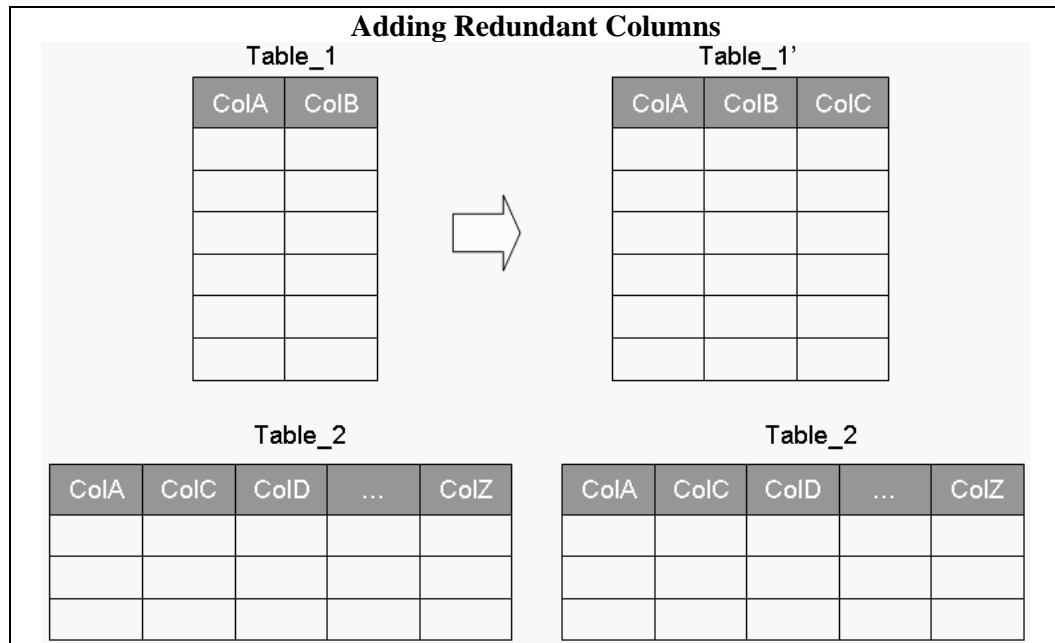 Adding Redundant Columns
Table_1
Table_1’
ColA ColB
ColA ColB ColC
Table_2
Table_2
ColA ColC ColD … ColZ
ColA ColC ColD … ColZ